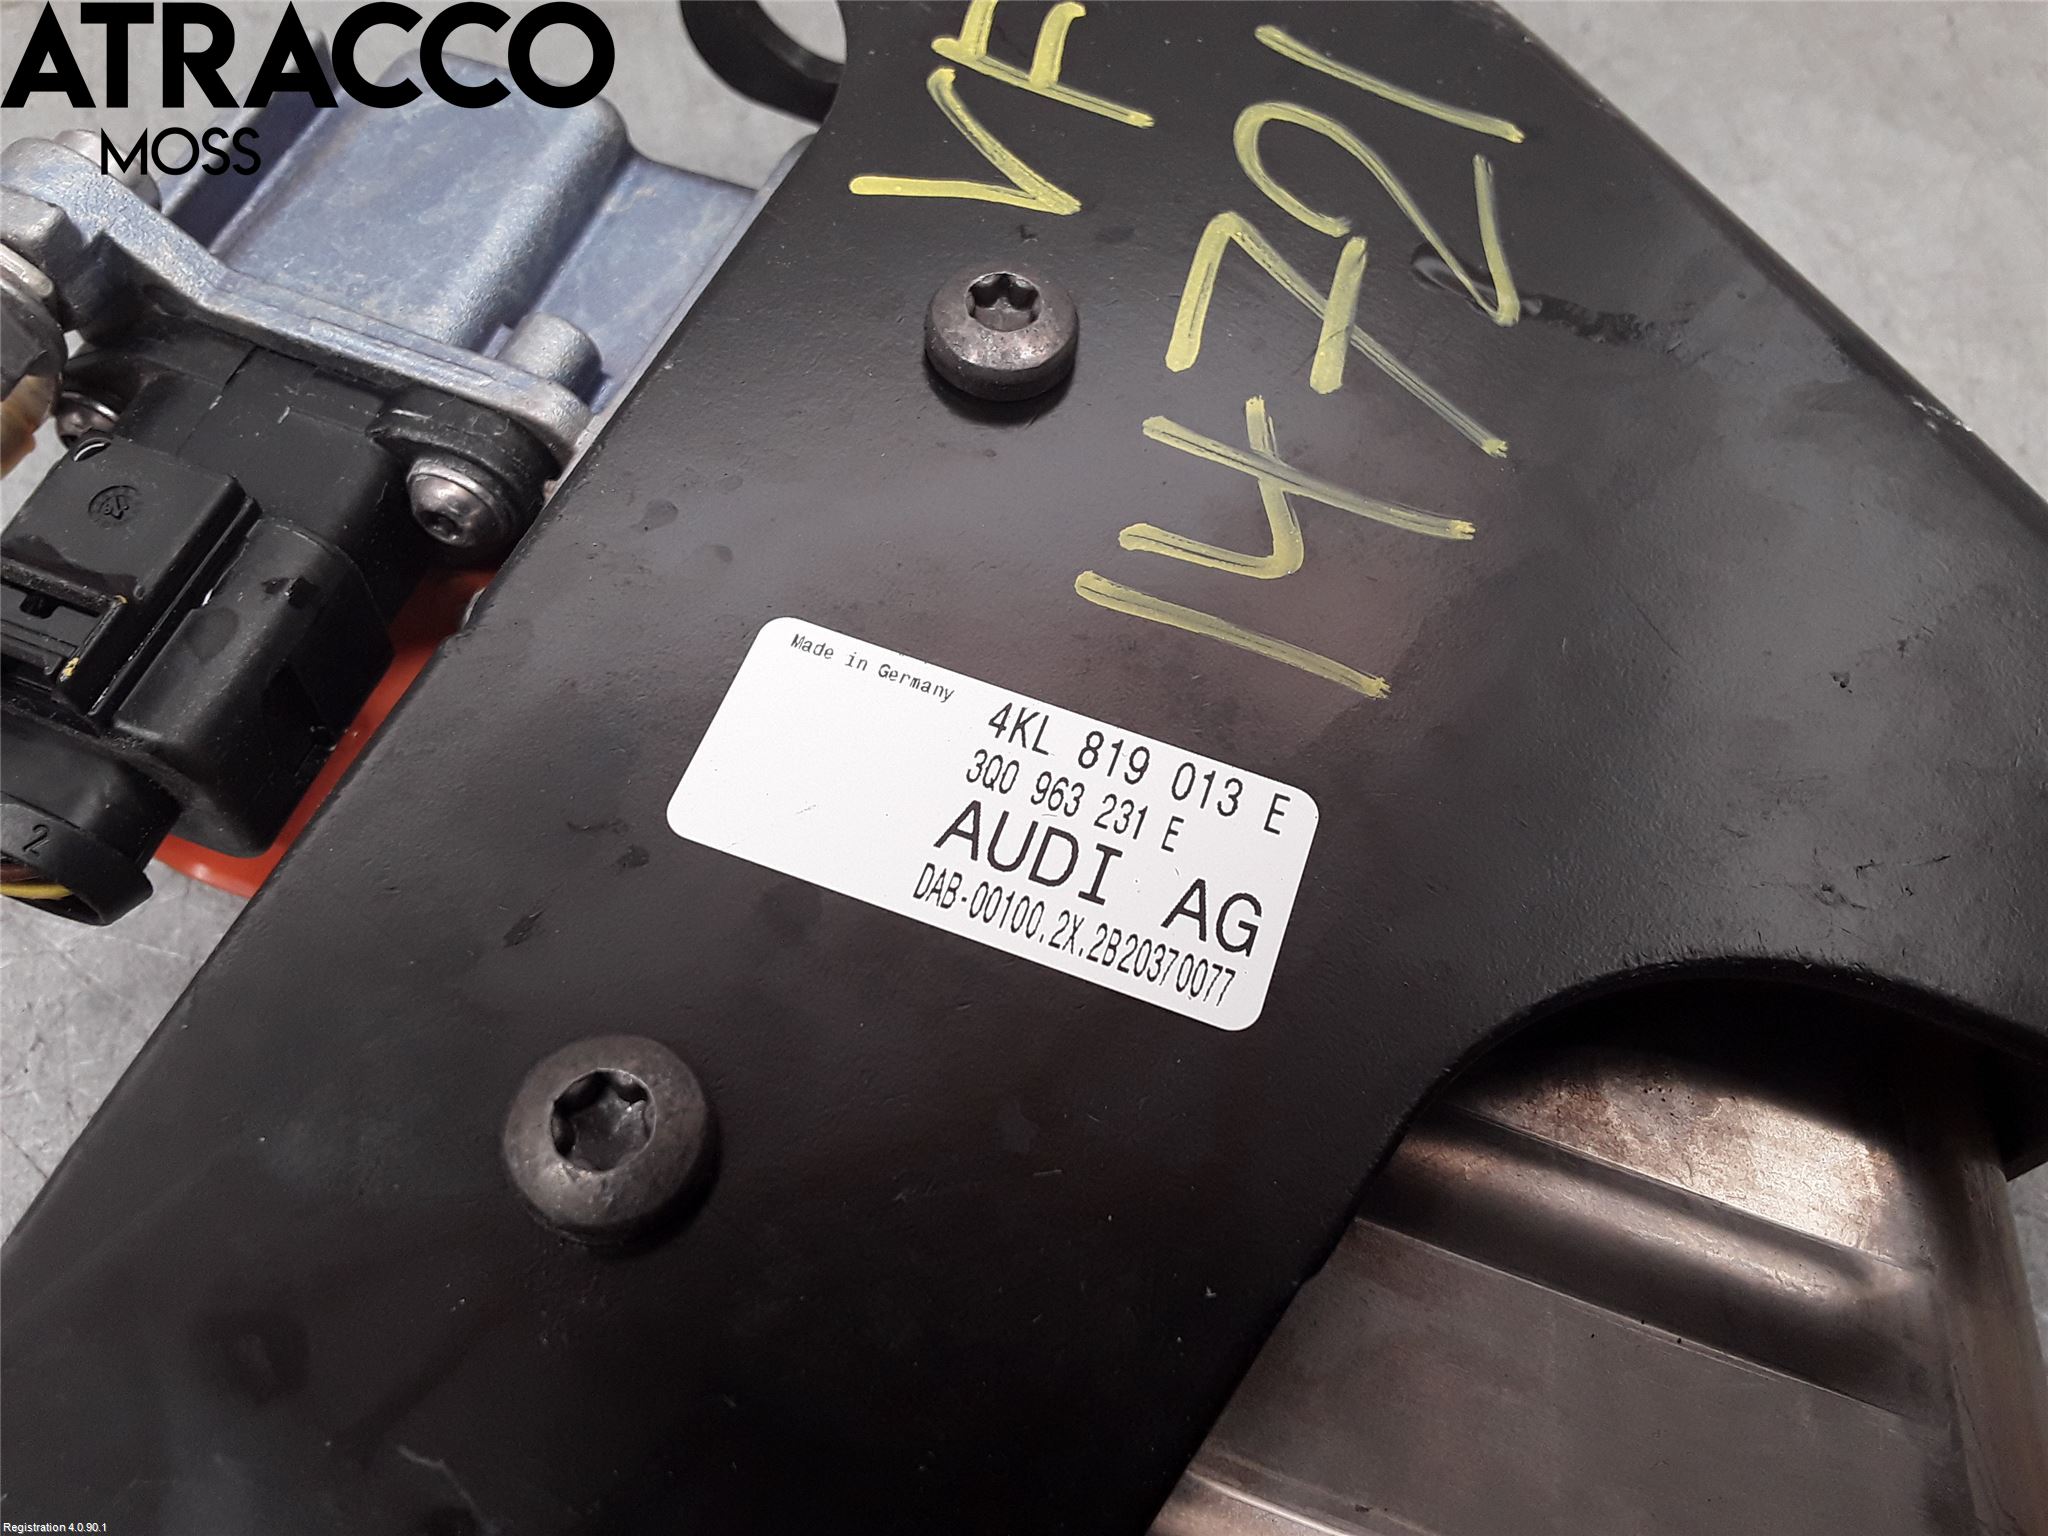 ATRACCO
MOSS
VF
14721
Made in Germany
4KL 819 013 E
3Q0 963 231 E
AUDI AG
DAB-00100.2X.2B20370077
2
Registration 4.0.90.1